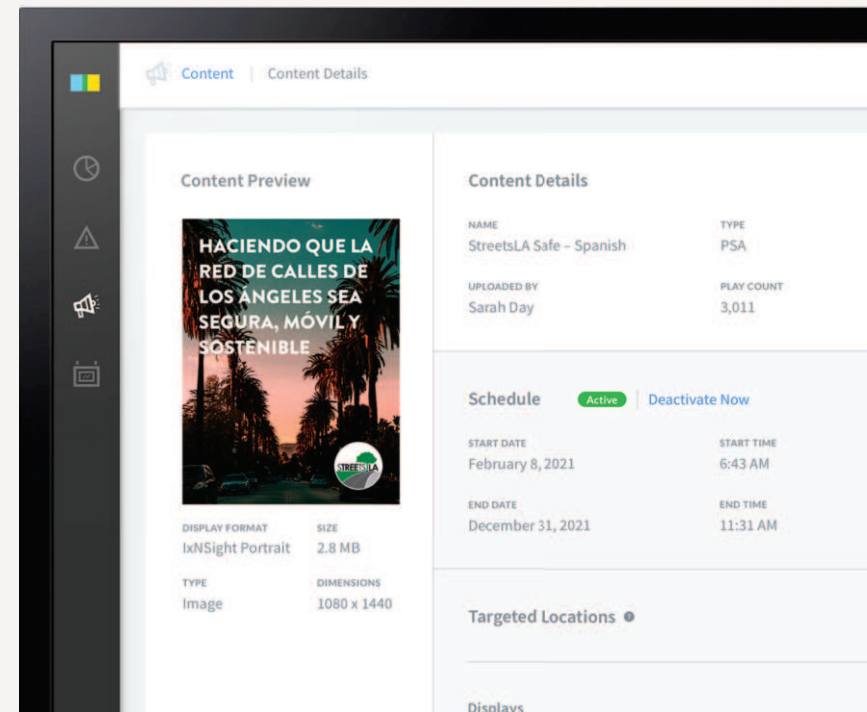 Content | Content Details
Content Preview
HACIENDO QUE LA
RED DE CALLES DE
LOS ÁNGELES SEA
SEGURA, MÓVIL Y
SOSTENIBLE
STREETSLA
DISPLAY FORMAT SIZE
IxNSight Portrait 2.8 MB
TYPE DIMENSIONS
Image 1080 x 1440
Content Details
NAME TYPE
StreetsLA Safe – Spanish PSA
UPLOADED BY PLAY COUNT
Sarah Day 3,011
Schedule Active | Deactivate Now
START DATE START TIME
February 8, 2021 6:43 AM
END DATE END TIME
December 31, 2021 11:31 AM
Targeted Locations
Displays